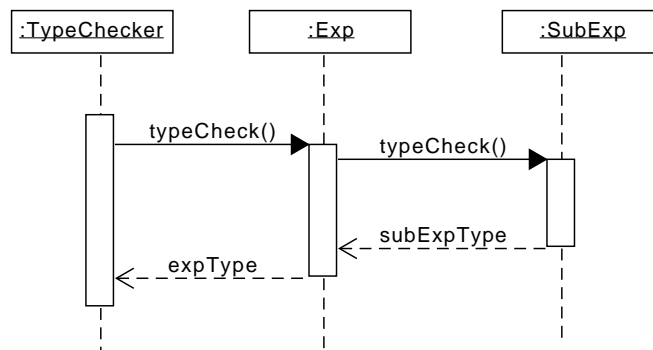 :TypeChecker
:Exp
:SubExp
typeCheck()
typeCheck()
subExpType
expType